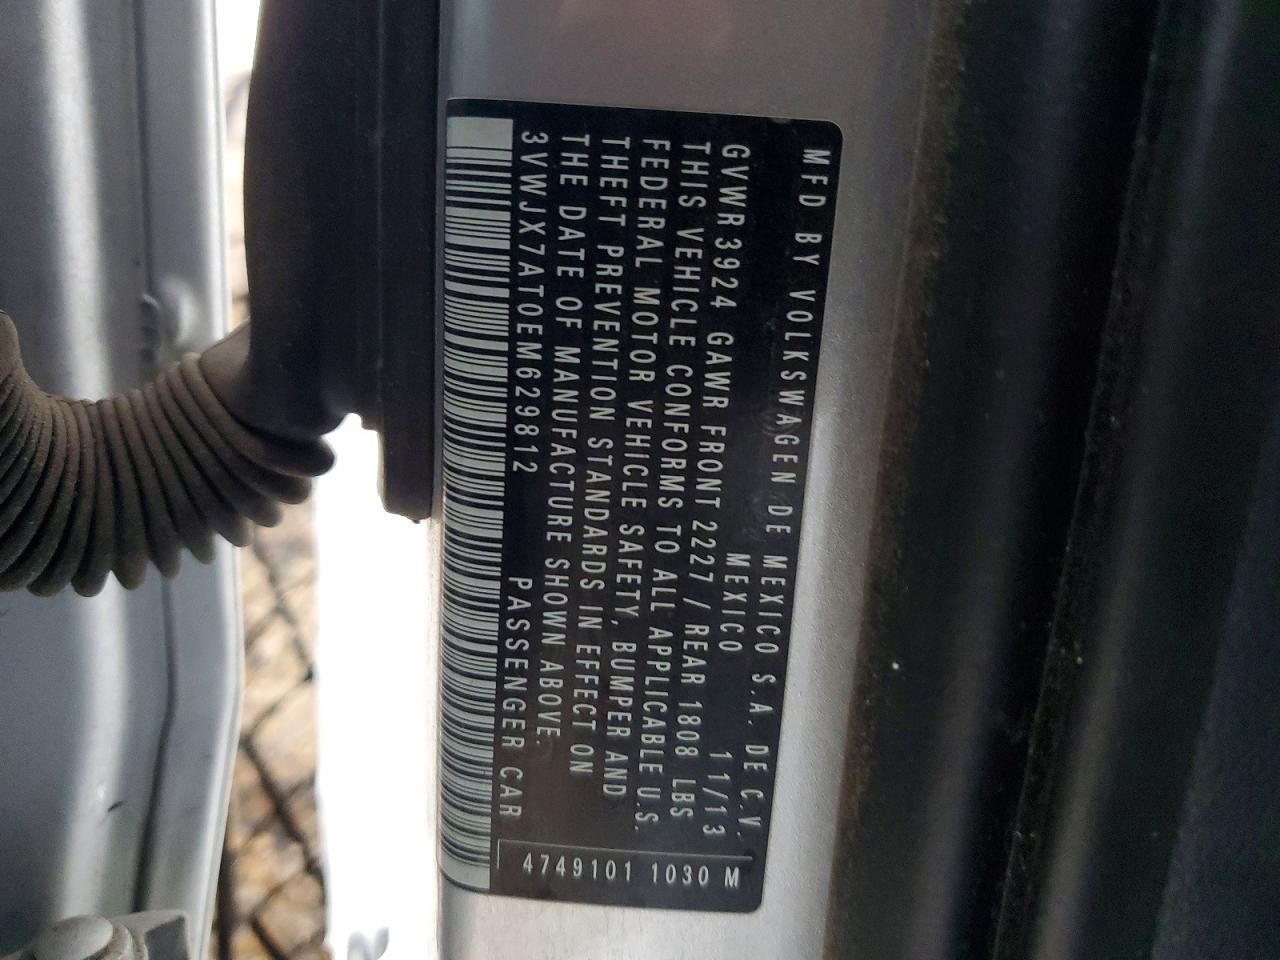 MFD BY VOLKSWAGEN DE MEXICO S.A. DE C.V.
MEXICO 11/13
GVWR3924 GAWR FRONT 2227 / REAR 1808 LBS
THIS VEHICLE CONFORMS TO ALL APPLICABLE U.S.
FEDERAL MOTOR VEHICLE SAFETY, BUMPER AND
THEFT PREVENTION STANDARDS IN EFFECT ON
THE DATE OF MANUFACTURE SHOWN ABOVE.
3VWJX7AT0EM629812 PASSENGER CAR
4749101 1030 M